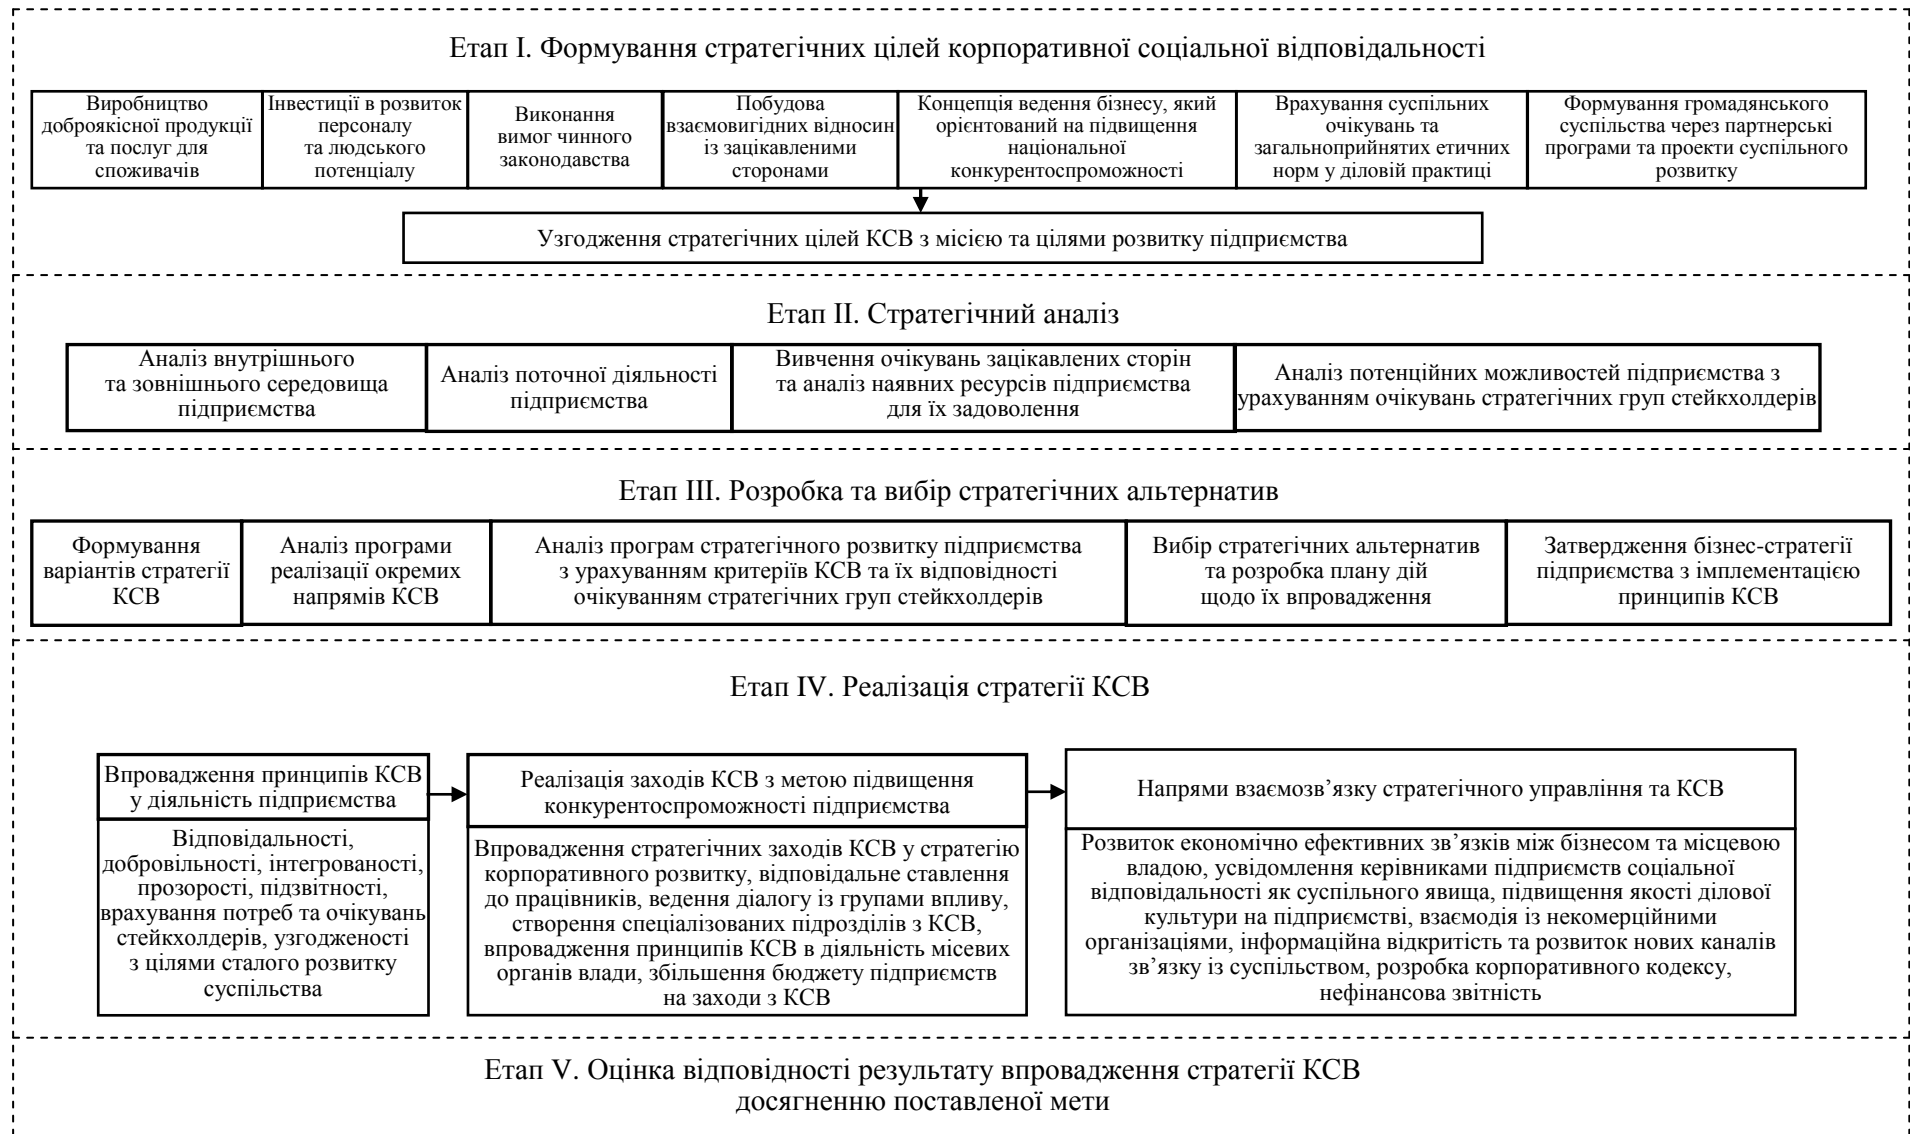 Етап I. Формування стратегічних цілей корпоративної соціальної відповідальності
Виробництво
доброякісної продукції
та послуг для
споживачів
Інвестиції в розвиток
персоналу
та людського
потенціалу
Виконання
вимог чинного
законодавства
Побудова
взаємовигідних відносин
із зацікавленими
сторонами
Концепція ведення бізнесу, який
орієнтований на підвищення
національної
конкурентоспроможності
Врахування суспільних
очікувань та
загальноприйнятих етичних
норм у діловій практиці
Формування громадянського
суспільства через партнерські
програми та проекти суспільного
розвитку
Узгодження стратегічних цілей КСВ з місією та цілями розвитку підприємства
Етап II. Стратегічний аналіз
Аналіз внутрішнього
та зовнішнього середовища
підприємства
Аналіз поточної діяльності
підприємства
Вивчення очікувань зацікавлених сторін
та аналіз наявних ресурсів підприємства
для їх задоволення
Аналіз потенційних можливостей підприємства з
урахуванням очікувань стратегічних груп стейкхолдерів
Етап III. Розробка та вибір стратегічних альтернатив
Формування
варіантів стратегії
КСВ
Аналіз програми
реалізації окремих
напрямів КСВ
Аналіз програм стратегічного розвитку підприємства
з урахуванням критеріїв КСВ та їх відповідності
очікуванням стратегічних груп стейкхолдерів
Вибір стратегічних альтернатив
та розробка плану дій
щодо їх впровадження
Затвердження бізнес-стратегії
підприємства з імплементацією
принципів КСВ
Етап IV. Реалізація стратегії КСВ
Впровадження принципів КСВ
у діяльність підприємства
Відповідальності,
добровільності, інтегрованості,
прозорості, підзвітності,
врахування потреб та очікувань
стейкхолдерів, узгодженості
з цілями сталого розвитку
суспільства
Реалізація заходів КСВ з метою підвищення
конкурентоспроможності підприємства
Впровадження стратегічних заходів КСВ у стратегію
корпоративного розвитку, відповідальне ставлення
до працівників, ведення діалогу із групами впливу,
створення спеціалізованих підрозділів з КСВ,
впровадження принципів КСВ в діяльність місевих
органів влади, збільшення бюджету підприємств
на заходи з КСВ
Напрями взаємозв’язку стратегічного управління та КСВ
Розвиток економічно ефективних зв’язків між бізнесом та місцевою
владою, усвідомлення керівниками підприємств соціальної
відповідальності як суспільного явища, підвищення якості ділової
культури на підприємстві, взаємодія із некомерційними
організаціями, інформаційна відкритість та розвиток нових каналів
зв’язку із суспільством, розробка корпоративного кодексу,
нефінансова звітність
Етап V. Оцінка відповідності результату впровадження стратегії КСВ
досягненню поставленої мети